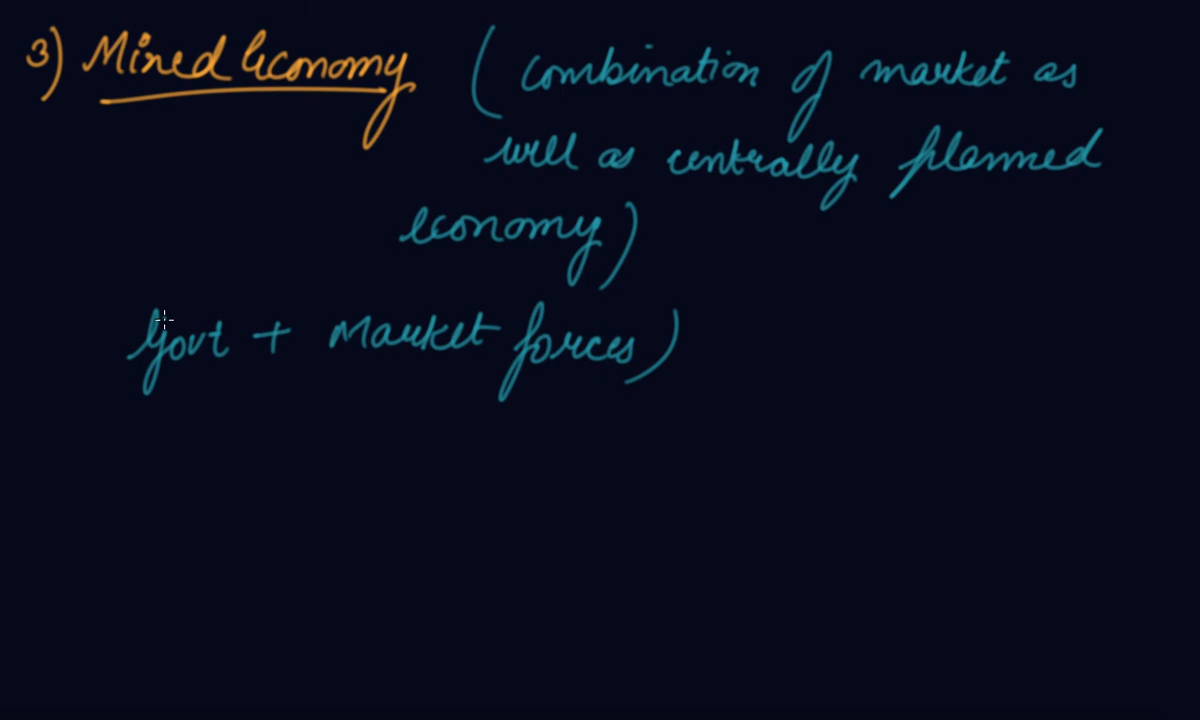 3) Mixed Economy (combination of market as
well as centrally planned
economy)
Govt + Market forces)